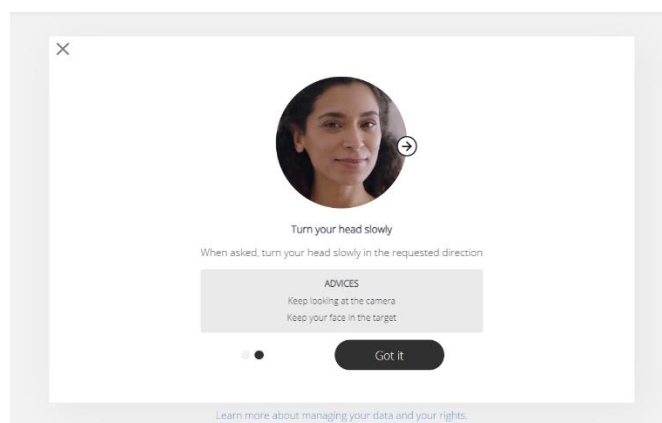 Turn your head slowly
When asked, turn your head slowly in the requested direction
ADVICES
Keep looking at the camera
Keep your face in the target
Got it
Learn more about managing your data and your rights.